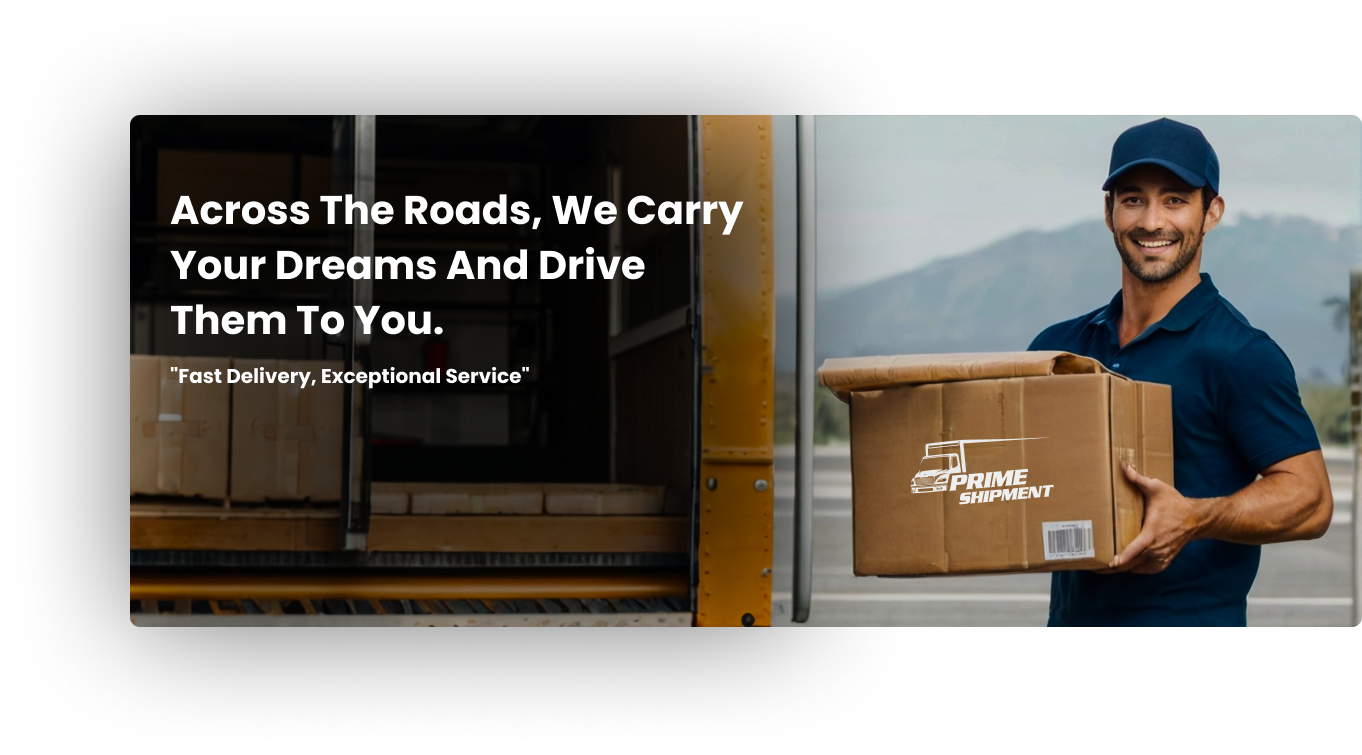 Across The Roads, We Carry
Your Dreams And Drive
Them To You.
"Fast Delivery, Exceptional Service"
PRIME
SHIPMENT